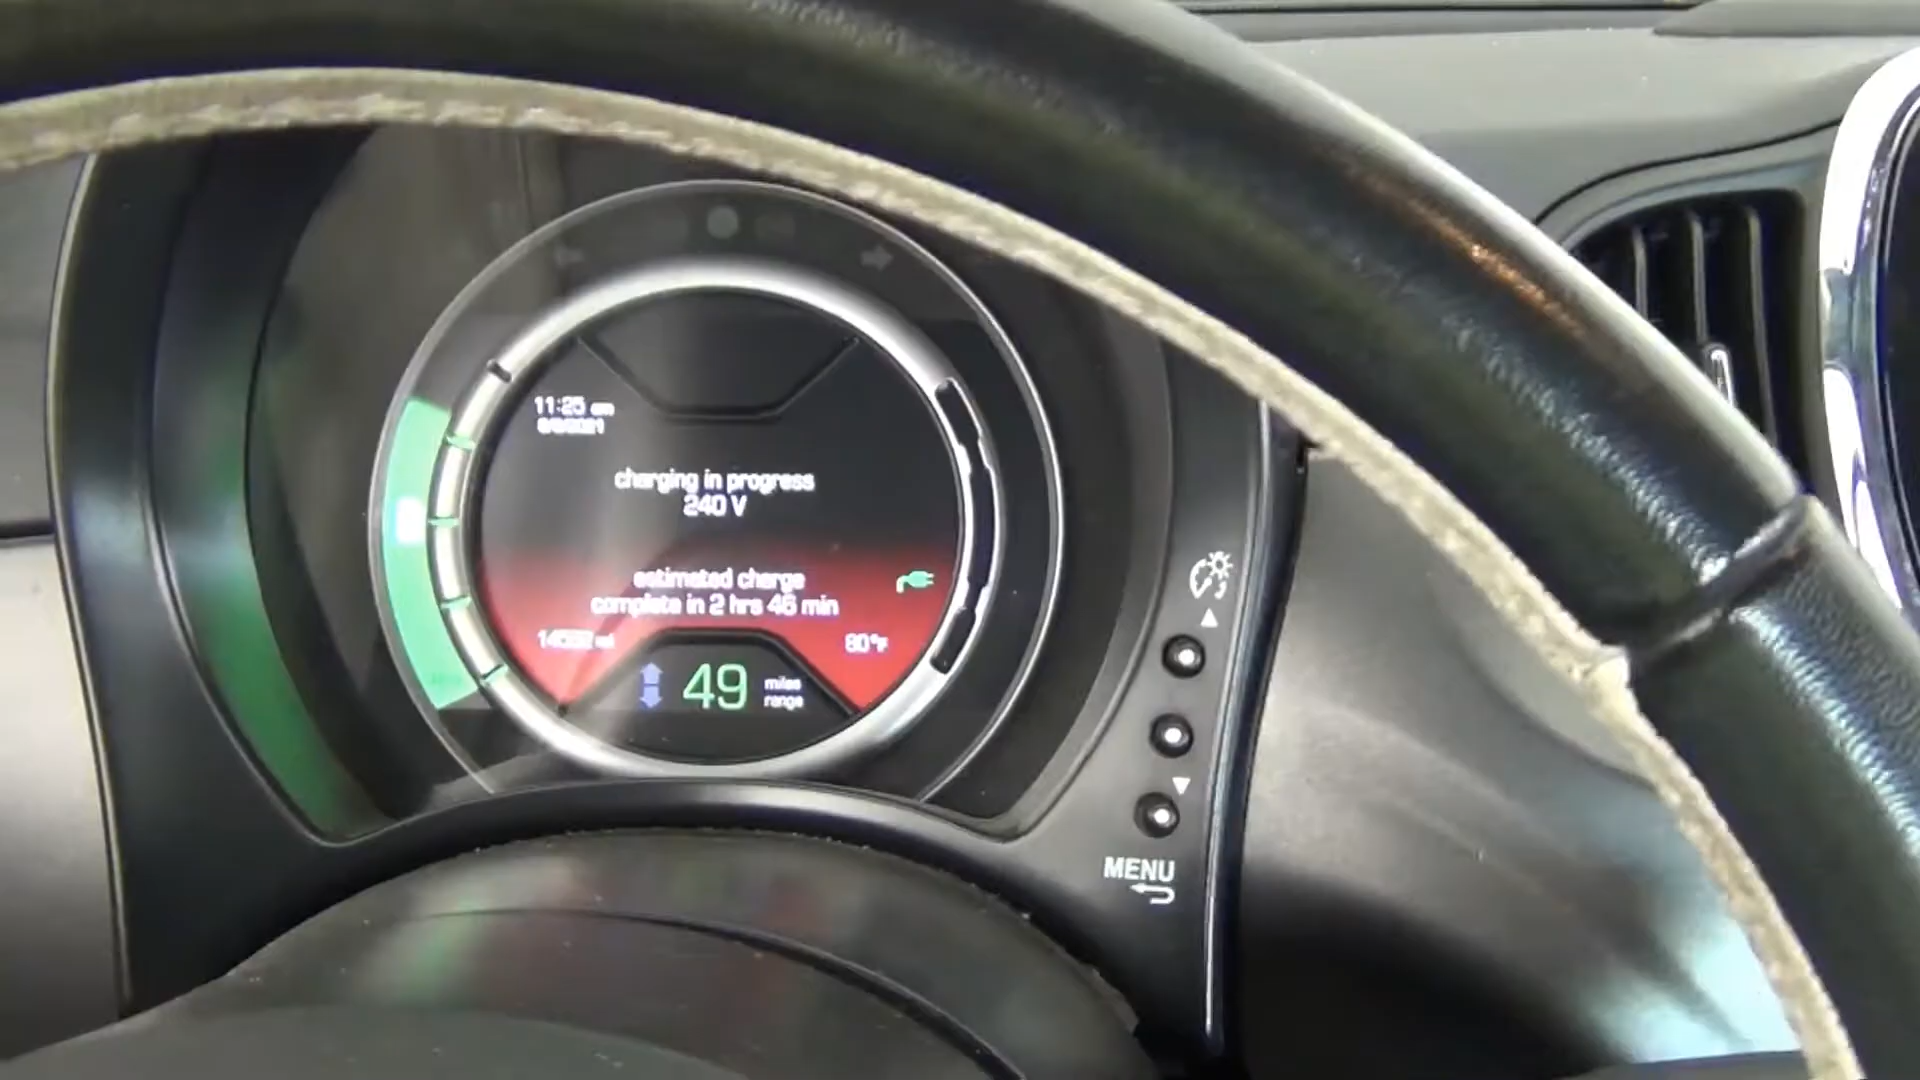 11:25 am
charging in progress
240 V
estimated charge
complete in 2 hrs 46 min
80°F
49 miles
range
MENU